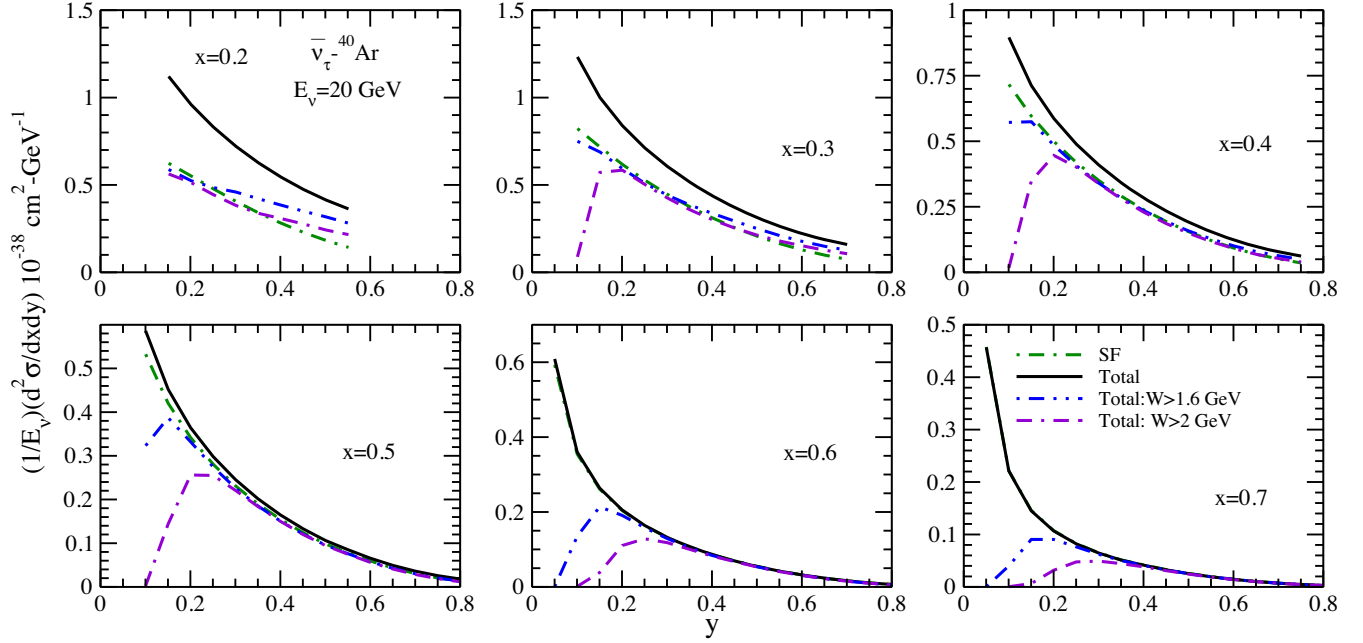 (1/E_ν)(d²σ/dxdy) 10⁻³⁸ cm²-GeV⁻¹
1.5
1
0.5
0
x=0.2
ν̅_τ-⁴⁰Ar
E_ν=20 GeV
0 0.2 0.4 0.6 0.8
1.5
1
0.5
0
x=0.3
0 0.2 0.4 0.6 0.8
0.4
0.75
0.5
0.25
0
x=0.4
0 0.2 0.4 0.6 0.8
0.5
0.4
0.3
0.2
0.1
0
x=0.5
0 0.2 0.4 0.6 0.8
0.6
0.4
0.2
0
x=0.6
0 0.2 0.4 0.6 0.8
0.5
0.4
0.3
0.2
0.1
0
SF
Total
Total:W>1.6 GeV
Total: W>2 GeV
x=0.7
0 0.2 0.4 0.6 0.8
y